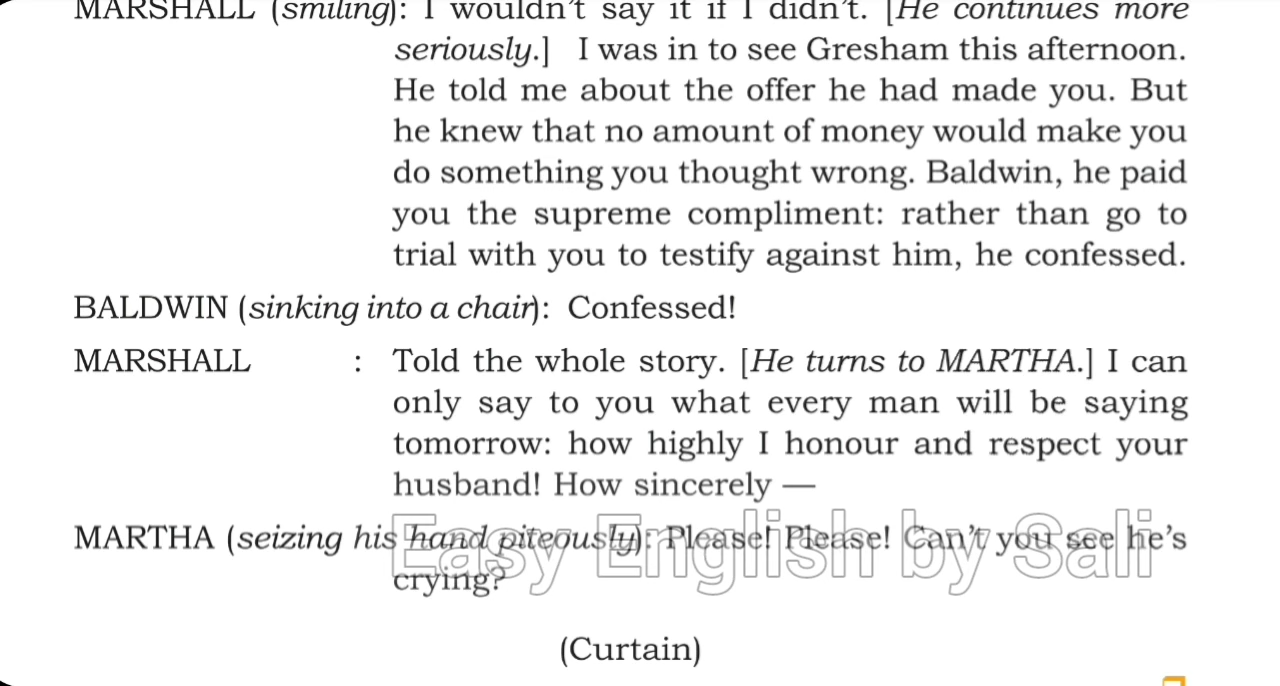 MARSHALL (smiling): I wouldn't say it if I didn't. [He continues more
seriously.] I was in to see Gresham this afternoon.
He told me about the offer he had made you. But
he knew that no amount of money would make you
do something you thought wrong. Baldwin, he paid
you the supreme compliment: rather than go to
trial with you to testify against him, he confessed.
BALDWIN (sinking into a chair): Confessed!
MARSHALL : Told the whole story. [He turns to MARTHA.] I can
only say to you what every man will be saying
tomorrow: how highly I honour and respect your
husband! How sincerely —
MARTHA (seizing his hand piteously): Please! Please! Can't you see he's
crying?
Easy English by Sali
(Curtain)